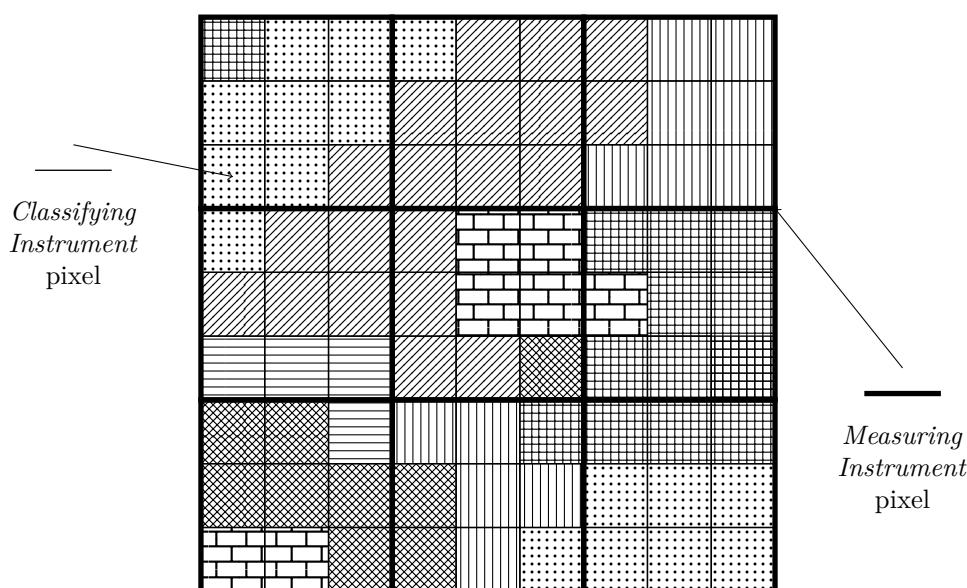 Classifying
Instrument
pixel
Measuring
Instrument
pixel